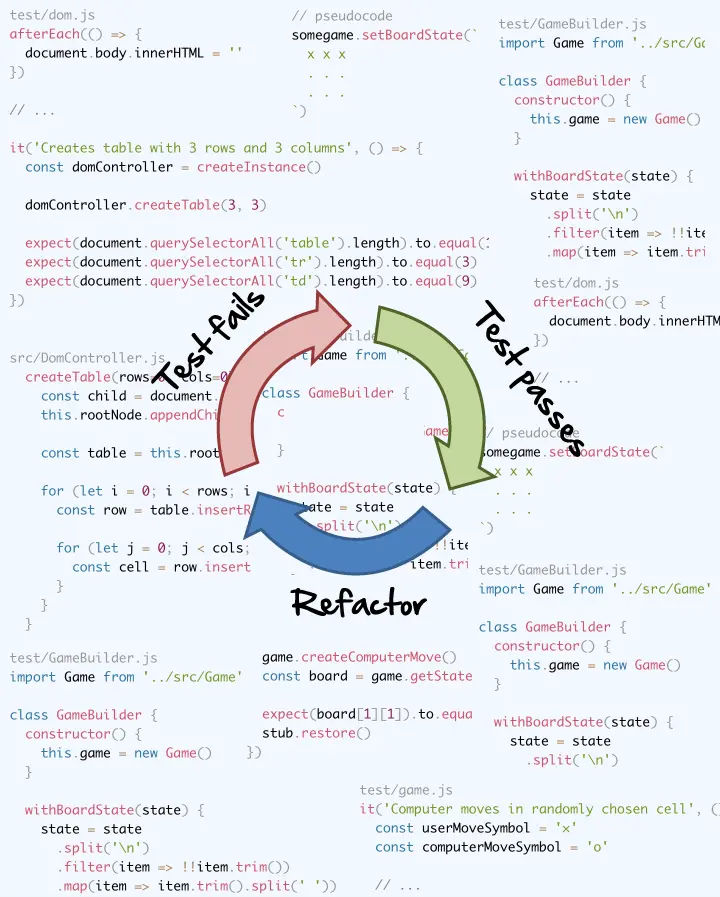 test/dom.js
afterEach(() => {
document.body.innerHTML = ''
})
// ...
it('Creates table with 3 rows and 3 columns', () => {
const domController = createInstance()
domController.createTable(3, 3)
expect(document.querySelectorAll('table').length).to.equal(
expect(document.querySelectorAll('tr').length).to.equal(3)
expect(document.querySelectorAll('td').length).to.equal(9)
})
// pseudocode
somegame.setBoardState(`
x x x
. . .
. . .
`)
test/GameBuilder.js
import Game from '../src/Ga
class GameBuilder {
constructor() {
this.game = new Game()
}
withBoardState(state) {
state = state
.split('\n')
.filter(item => !!ite
.map(item => item.tri
test/dom.js
afterEach(() => {
document.body.innerHTM
})
// ...
Test fails
Test passes
Refactor
src/DomController.js
createTable(rows=0, cols=0)
const child = document.
this.rootNode.appendChi
const table = this.root
for (let i = 0; i < rows; i
const row = table.insertR
for (let j = 0; j < cols;
const cell = row.insert
}
}
}
Game from
class GameBuilder {
c
}
withBoardState(state) {
state = state
.split('\n')
!!ite
item.tri
// pseudocode
somegame.setBoardState(`
x x x
. . .
. . .
`)
test/GameBuilder.js
import Game from '../src/Game'
class GameBuilder {
constructor() {
this.game = new Game()
}
withBoardState(state) {
state = state
.split('\n')
test/GameBuilder.js
import Game from '../src/Game'
class GameBuilder {
constructor() {
this.game = new Game()
}
withBoardState(state) {
state = state
.split('\n')
.filter(item => !!item.trim())
.map(item => item.trim().split(' '))
game.createComputerMove()
const board = game.getState
expect(board[1][1]).to.equa
stub.restore()
})
test/game.js
it('Computer moves in randomly chosen cell', ()
const userMoveSymbol = 'x'
const computerMoveSymbol = 'o'
// ...